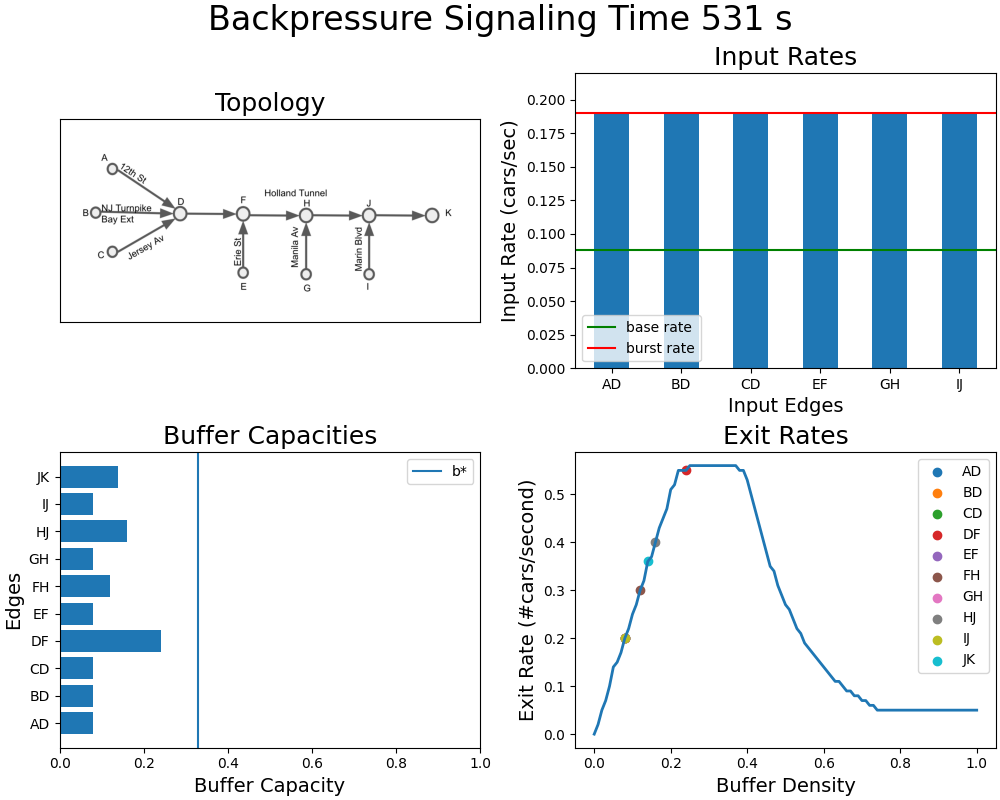 Backpressure Signaling Time 531 s
Topology
A
12th St
B
NJ Turnpike
Bay Ext
C
Jersey Av
D
F
Holland Tunnel
H
J
K
Erie St
Manila Av
Marin Blvd
E
G
I
Input Rates
Input Rate (cars/sec)
0.200
0.175
0.150
0.125
0.100
0.075
0.050
0.025
0.000
base rate
burst rate
AD BD CD EF GH IJ
Input Edges
Buffer Capacities
Edges
JK
IJ
HJ
GH
FH
EF
DF
CD
BD
AD
b*
0.0 0.2 0.4 0.6 0.8 1.0
Buffer Capacity
Exit Rates
Exit Rate (#cars/second)
0.5
0.4
0.3
0.2
0.1
0.0
AD
BD
CD
DF
EF
FH
GH
HJ
IJ
JK
0.0 0.2 0.4 0.6 0.8 1.0
Buffer Density